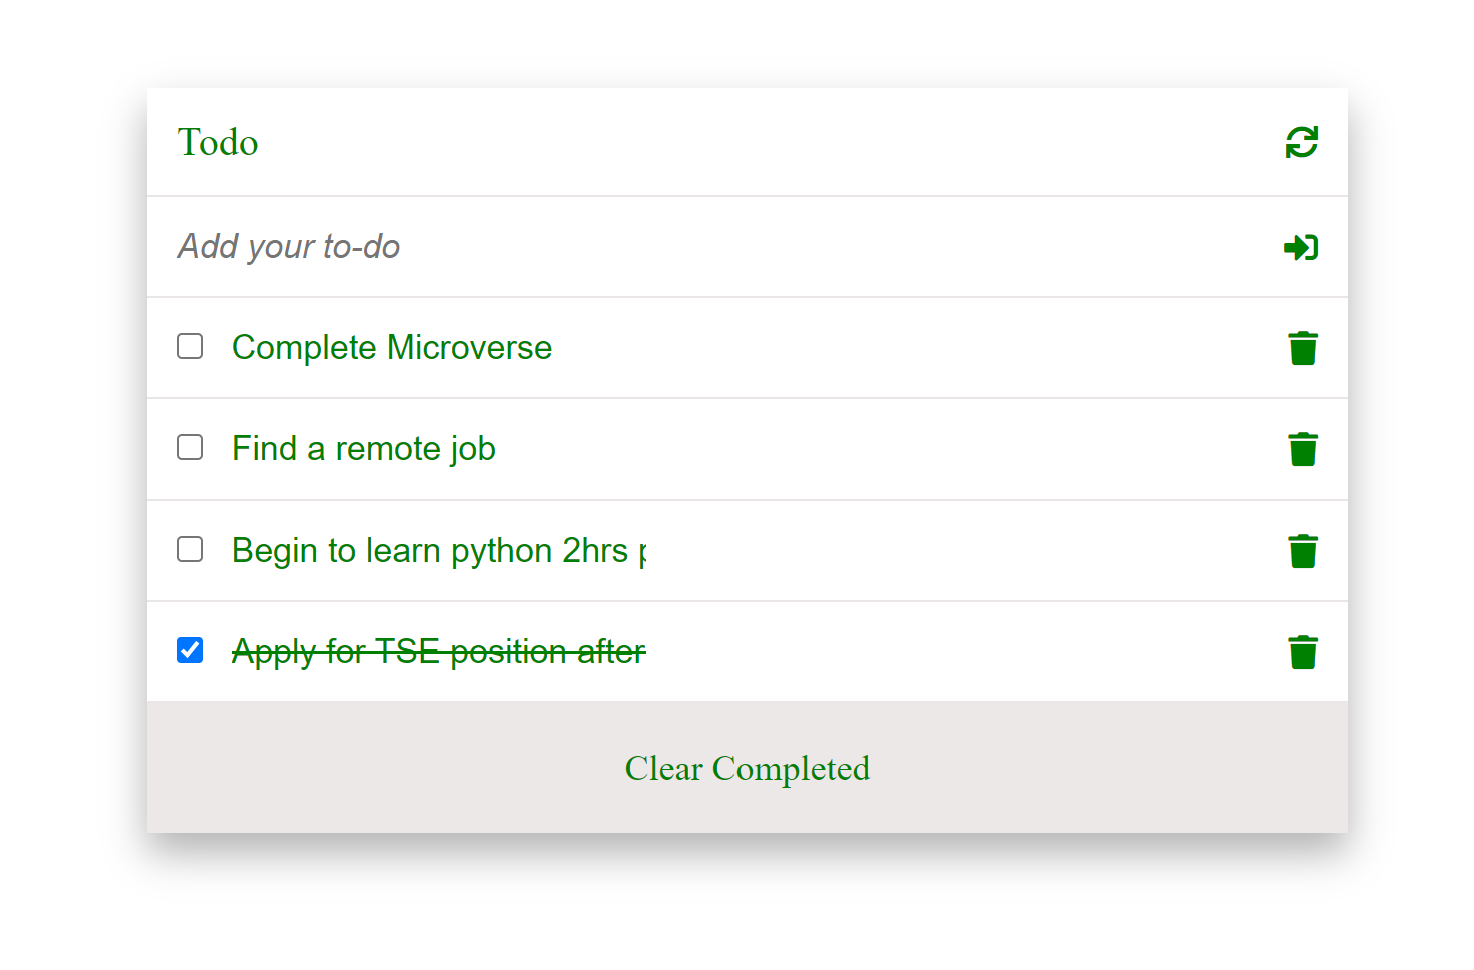 Todo
Add your to-do
Complete Microverse
Find a remote job
Begin to learn python 2hrs
Apply for TSE position after
Clear Completed